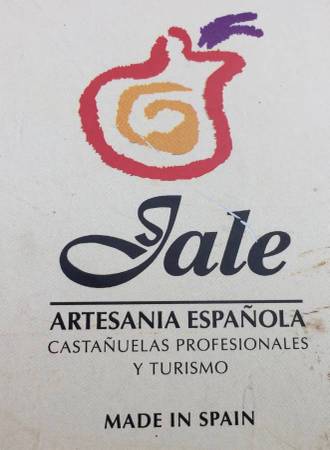 Jale
ARTESANIA ESPAÑOLA
CASTAÑUELAS PROFESIONALES
Y TURISMO
MADE IN SPAIN